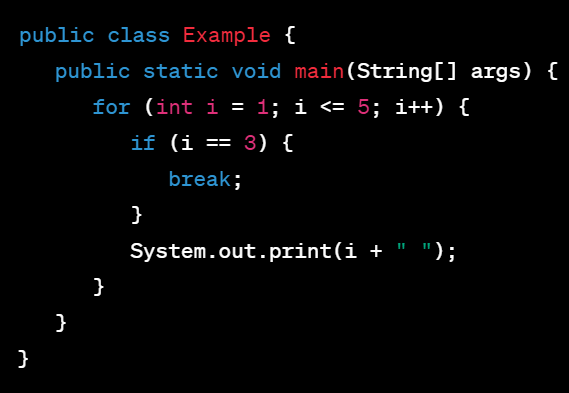 public class Example {
public static void main(String[] args) {
for (int i = 1; i <= 5; i++) {
if (i == 3) {
break;
}
System.out.print(i + " ");
}
}
}